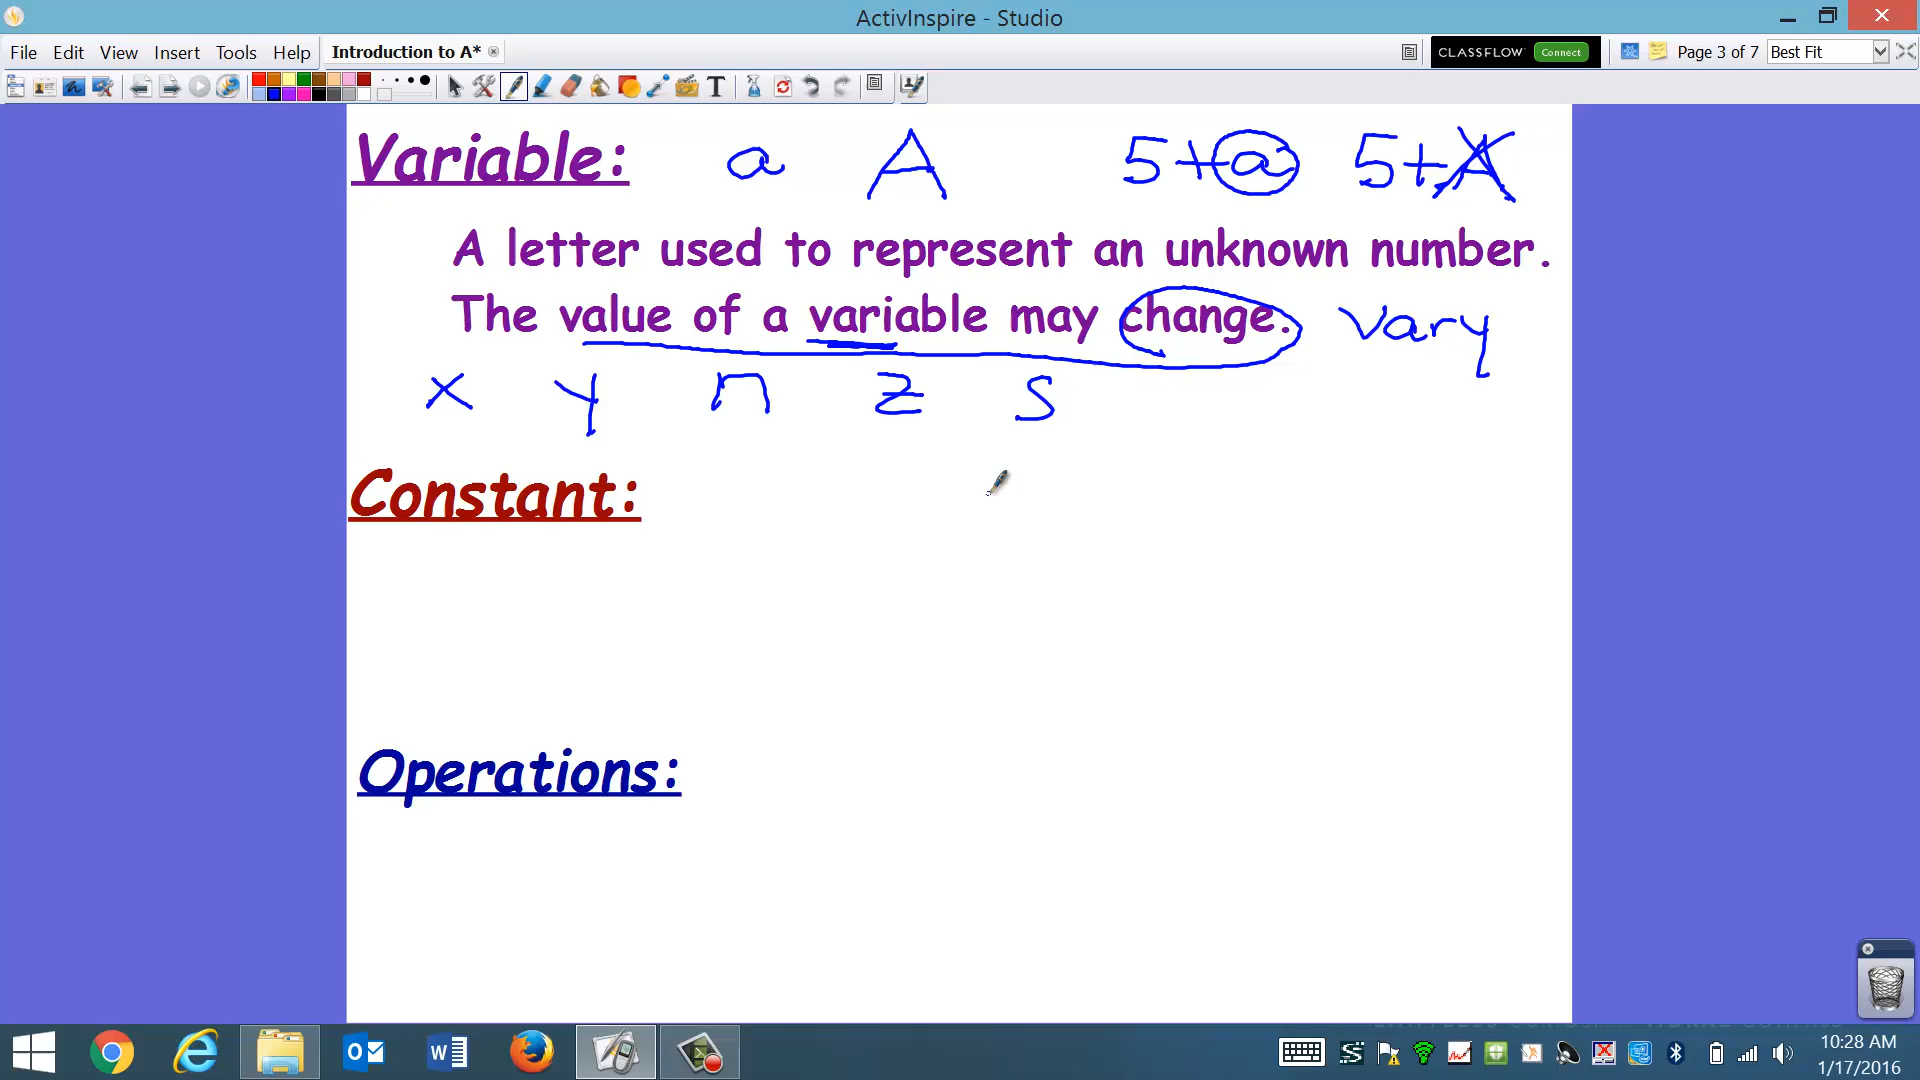 ActivInspire - Studio
File Edit View Insert Tools Help Introduction to A* CLASSFLOW Connect Page 3 of 7 Best Fit
Variable: a A 5+a 5+A
A letter used to represent an unknown number.
The value of a variable may change. vary
x y n z s
Constant:
Operations:
10:28 AM
1/17/2016